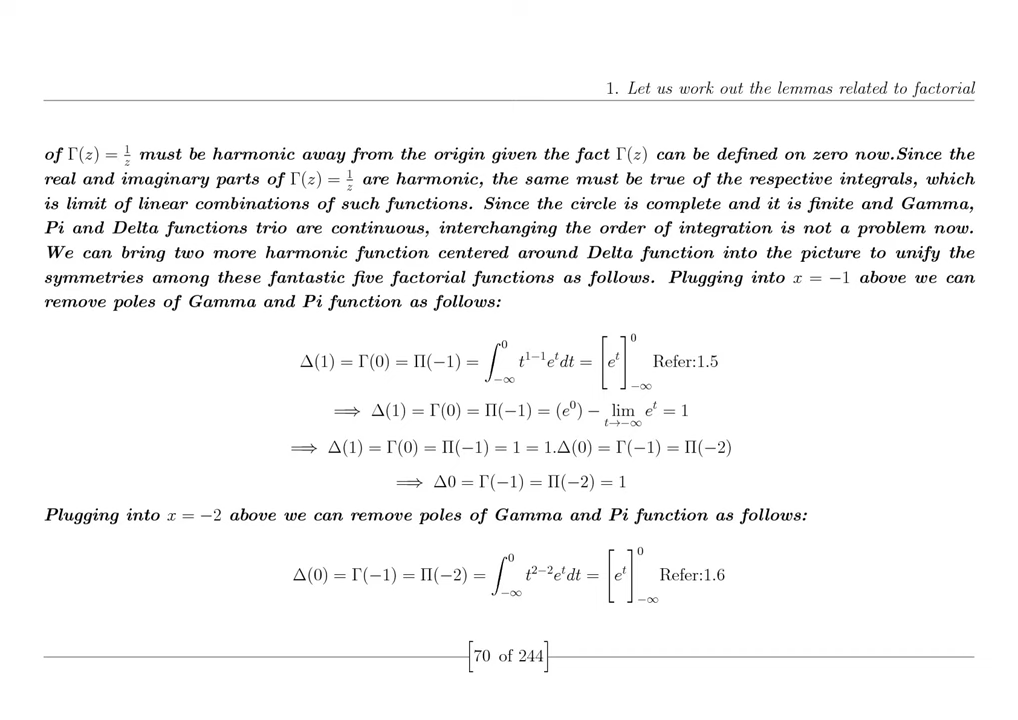 1. Let us work out the lemmas related to factorial
of Γ(z) = 1/z must be harmonic away from the origin given the fact Γ(z) can be defined on zero now.Since the
real and imaginary parts of Γ(z) = 1/z are harmonic, the same must be true of the respective integrals, which
is limit of linear combinations of such functions. Since the circle is complete and it is finite and Gamma,
Pi and Delta functions trio are continuous, interchanging the order of integration is not a problem now.
We can bring two more harmonic function centered around Delta function into the picture to unify the
symmetries among these fantastic five factorial functions as follows. Plugging into x = −1 above we can
remove poles of Gamma and Pi function as follows:
Δ(1) = Γ(0) = Π(−1) = ∫_{−∞}^{0} t^{1−1}e^t dt = [e^t]_{−∞}^{0} Refer:1.5
⟹ Δ(1) = Γ(0) = Π(−1) = (e^0) − lim_{t→−∞} e^t = 1
⟹ Δ(1) = Γ(0) = Π(−1) = 1 = 1.Δ(0) = Γ(−1) = Π(−2)
⟹ Δ0 = Γ(−1) = Π(−2) = 1
Plugging into x = −2 above we can remove poles of Gamma and Pi function as follows:
Δ(0) = Γ(−1) = Π(−2) = ∫_{−∞}^{0} t^{2−2}e^t dt = [e^t]_{−∞}^{0} Refer:1.6
[70 of 244]